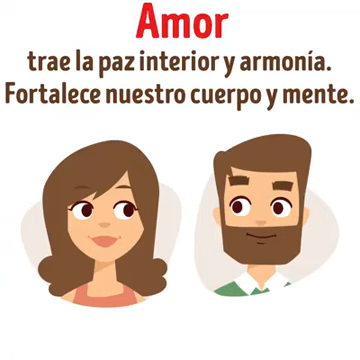 Amor
trae la paz interior y armonía.
Fortalece nuestro cuerpo y mente.